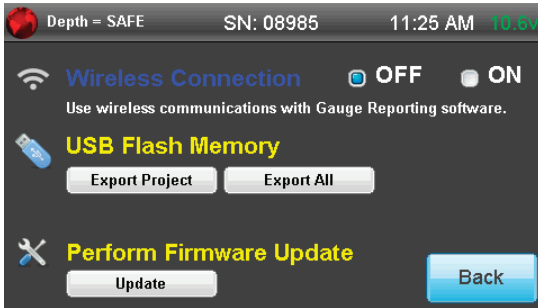 Depth = SAFE SN: 08985 11:25 AM 10.6v
Wireless Connection OFF ON
Use wireless communications with Gauge Reporting software.
USB Flash Memory
Export Project Export All
Perform Firmware Update
Update
Back